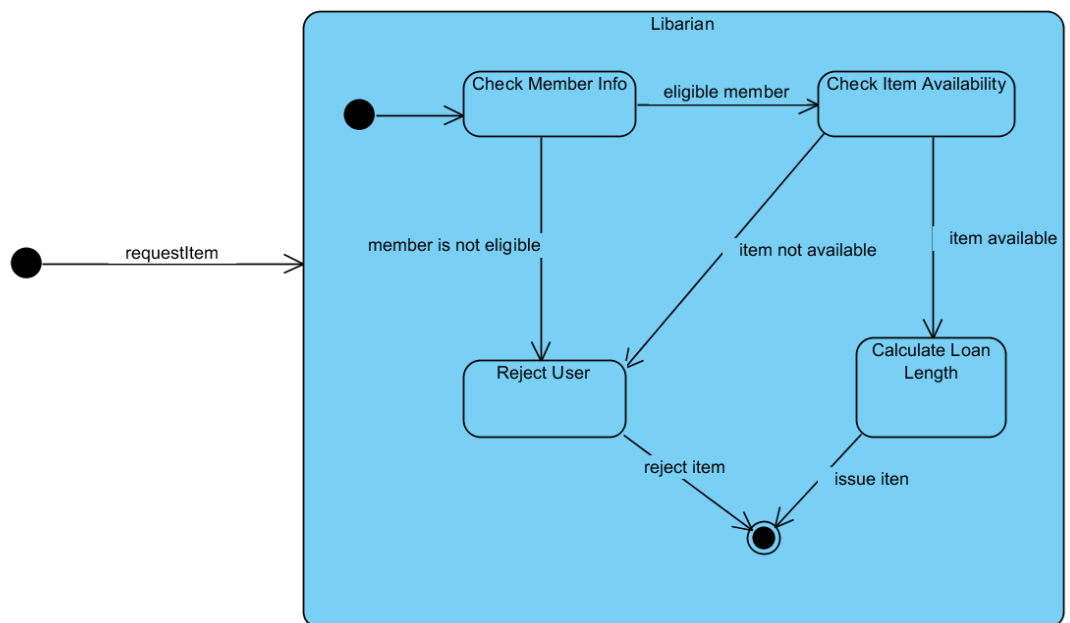 Libarian
Check Member Info
eligible member
Check Item Availability
requestItem
member is not eligible
item not available
item available
Reject User
Calculate Loan
Length
reject item
issue iten